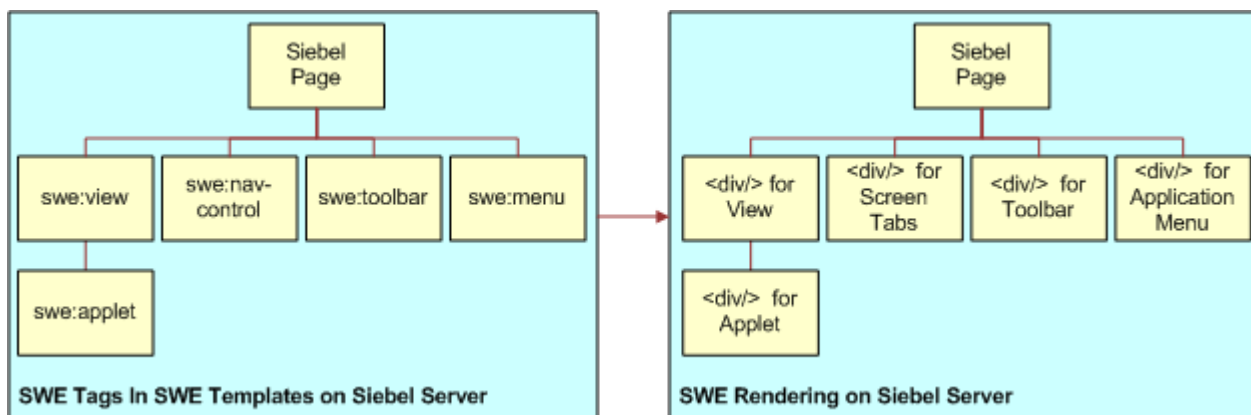 Siebel
Page
swe:view
swe:nav-
control
swe:toolbar
swe:menu
swe:applet
SWE Tags In SWE Templates on Siebel Server
Siebel
Page
<div/> for
View
<div/> for
Screen
Tabs
<div/> for
Toolbar
<div/> for
Application
Menu
<div/> for
Applet
SWE Rendering on Siebel Server